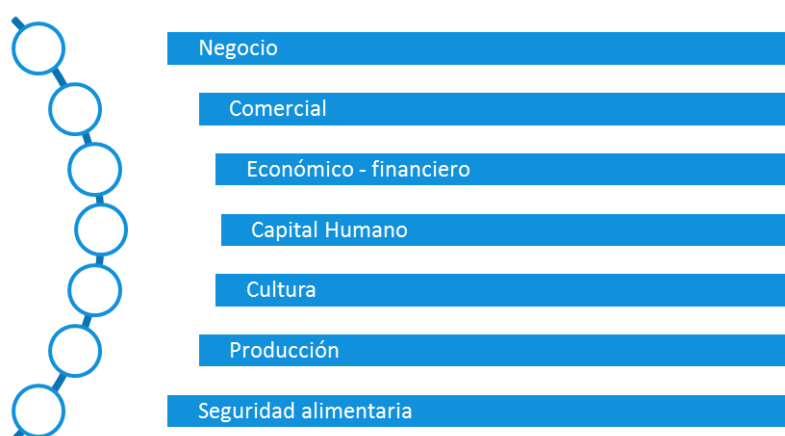 Negocio
Comercial
Económico - financiero
Capital Humano
Cultura
Producción
Seguridad alimentaria